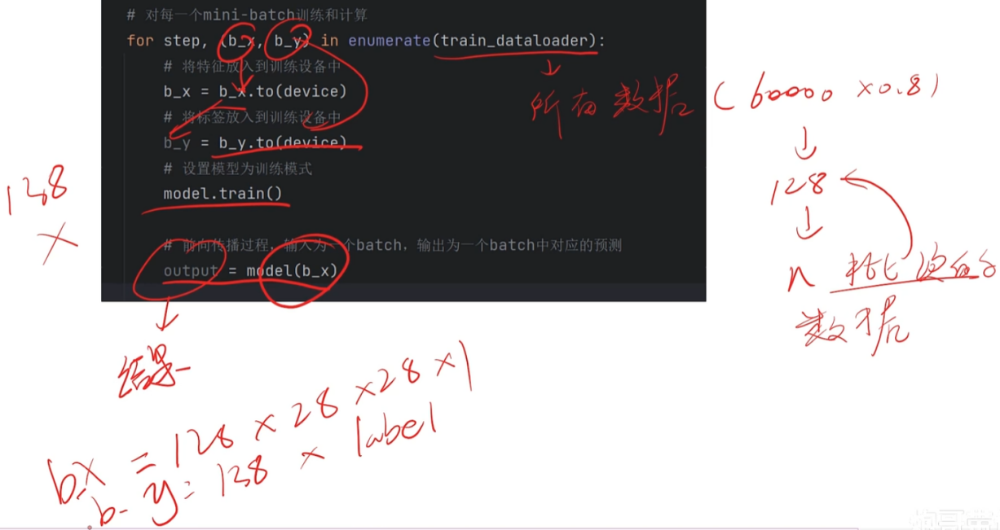 # 对每一个mini-batch训练和计算
for step, (b_x, b_y) in enumerate(train_dataloader):
# 将特征放入到训练设备中
b_x = b_x.to(device)
# 将标签放入到训练设备中
b_y = b_y.to(device)
# 设置模型为训练模式
model.train()
# 前向传播过程，输入为一个batch，输出为一个batch中对应的预测
output = model(b_x)
所有数据 (60000 ×0.8)
128
n 批次的
数据
138
×
结果
b_x = 128 × 28 ×28 ×1
b_y = 138 × label